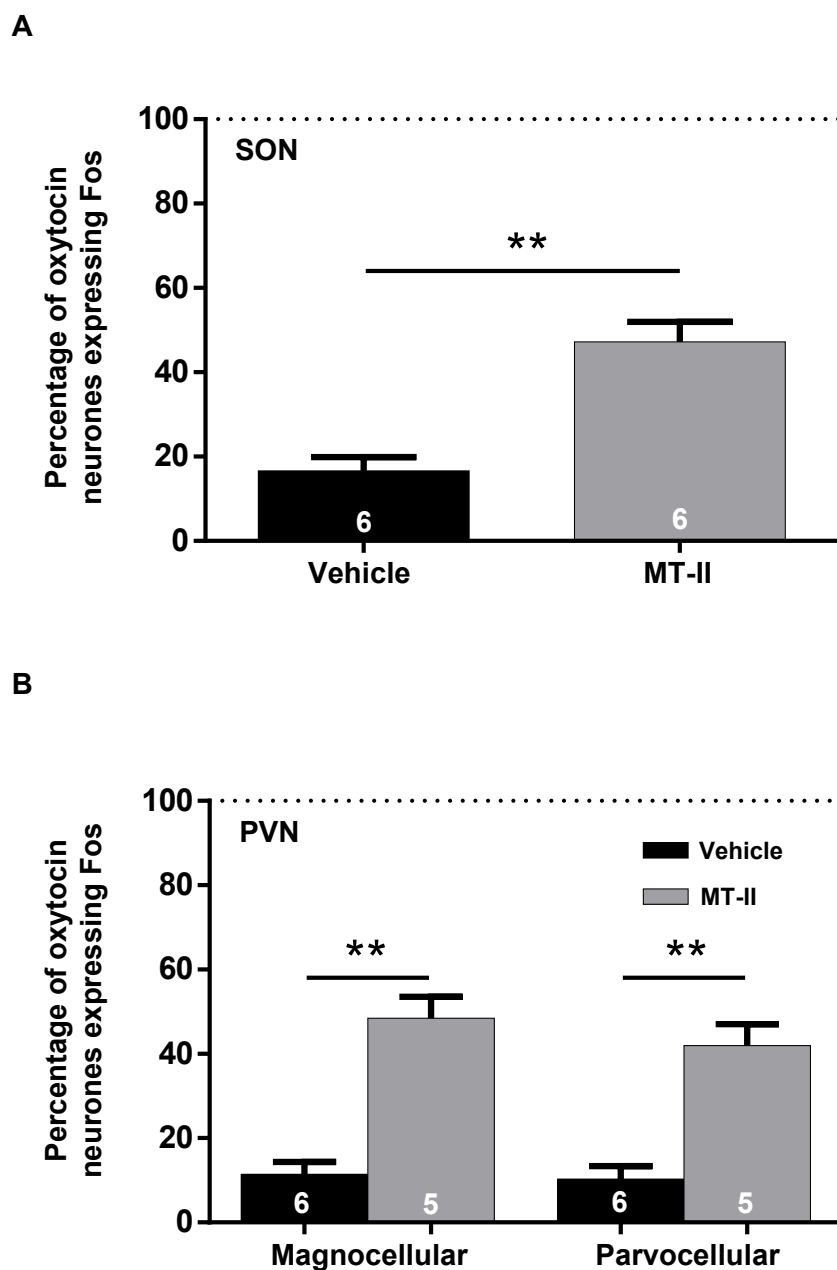 A
Percentage of oxytocin
neurones expressing Fos
100
80
60
40
20
0
SON
**
6
6
Vehicle
MT-II
B
Percentage of oxytocin
neurones expressing Fos
100
80
60
40
20
0
PVN
Vehicle
MT-II
**
**
6
5
6
5
Magnocellular
Parvocellular